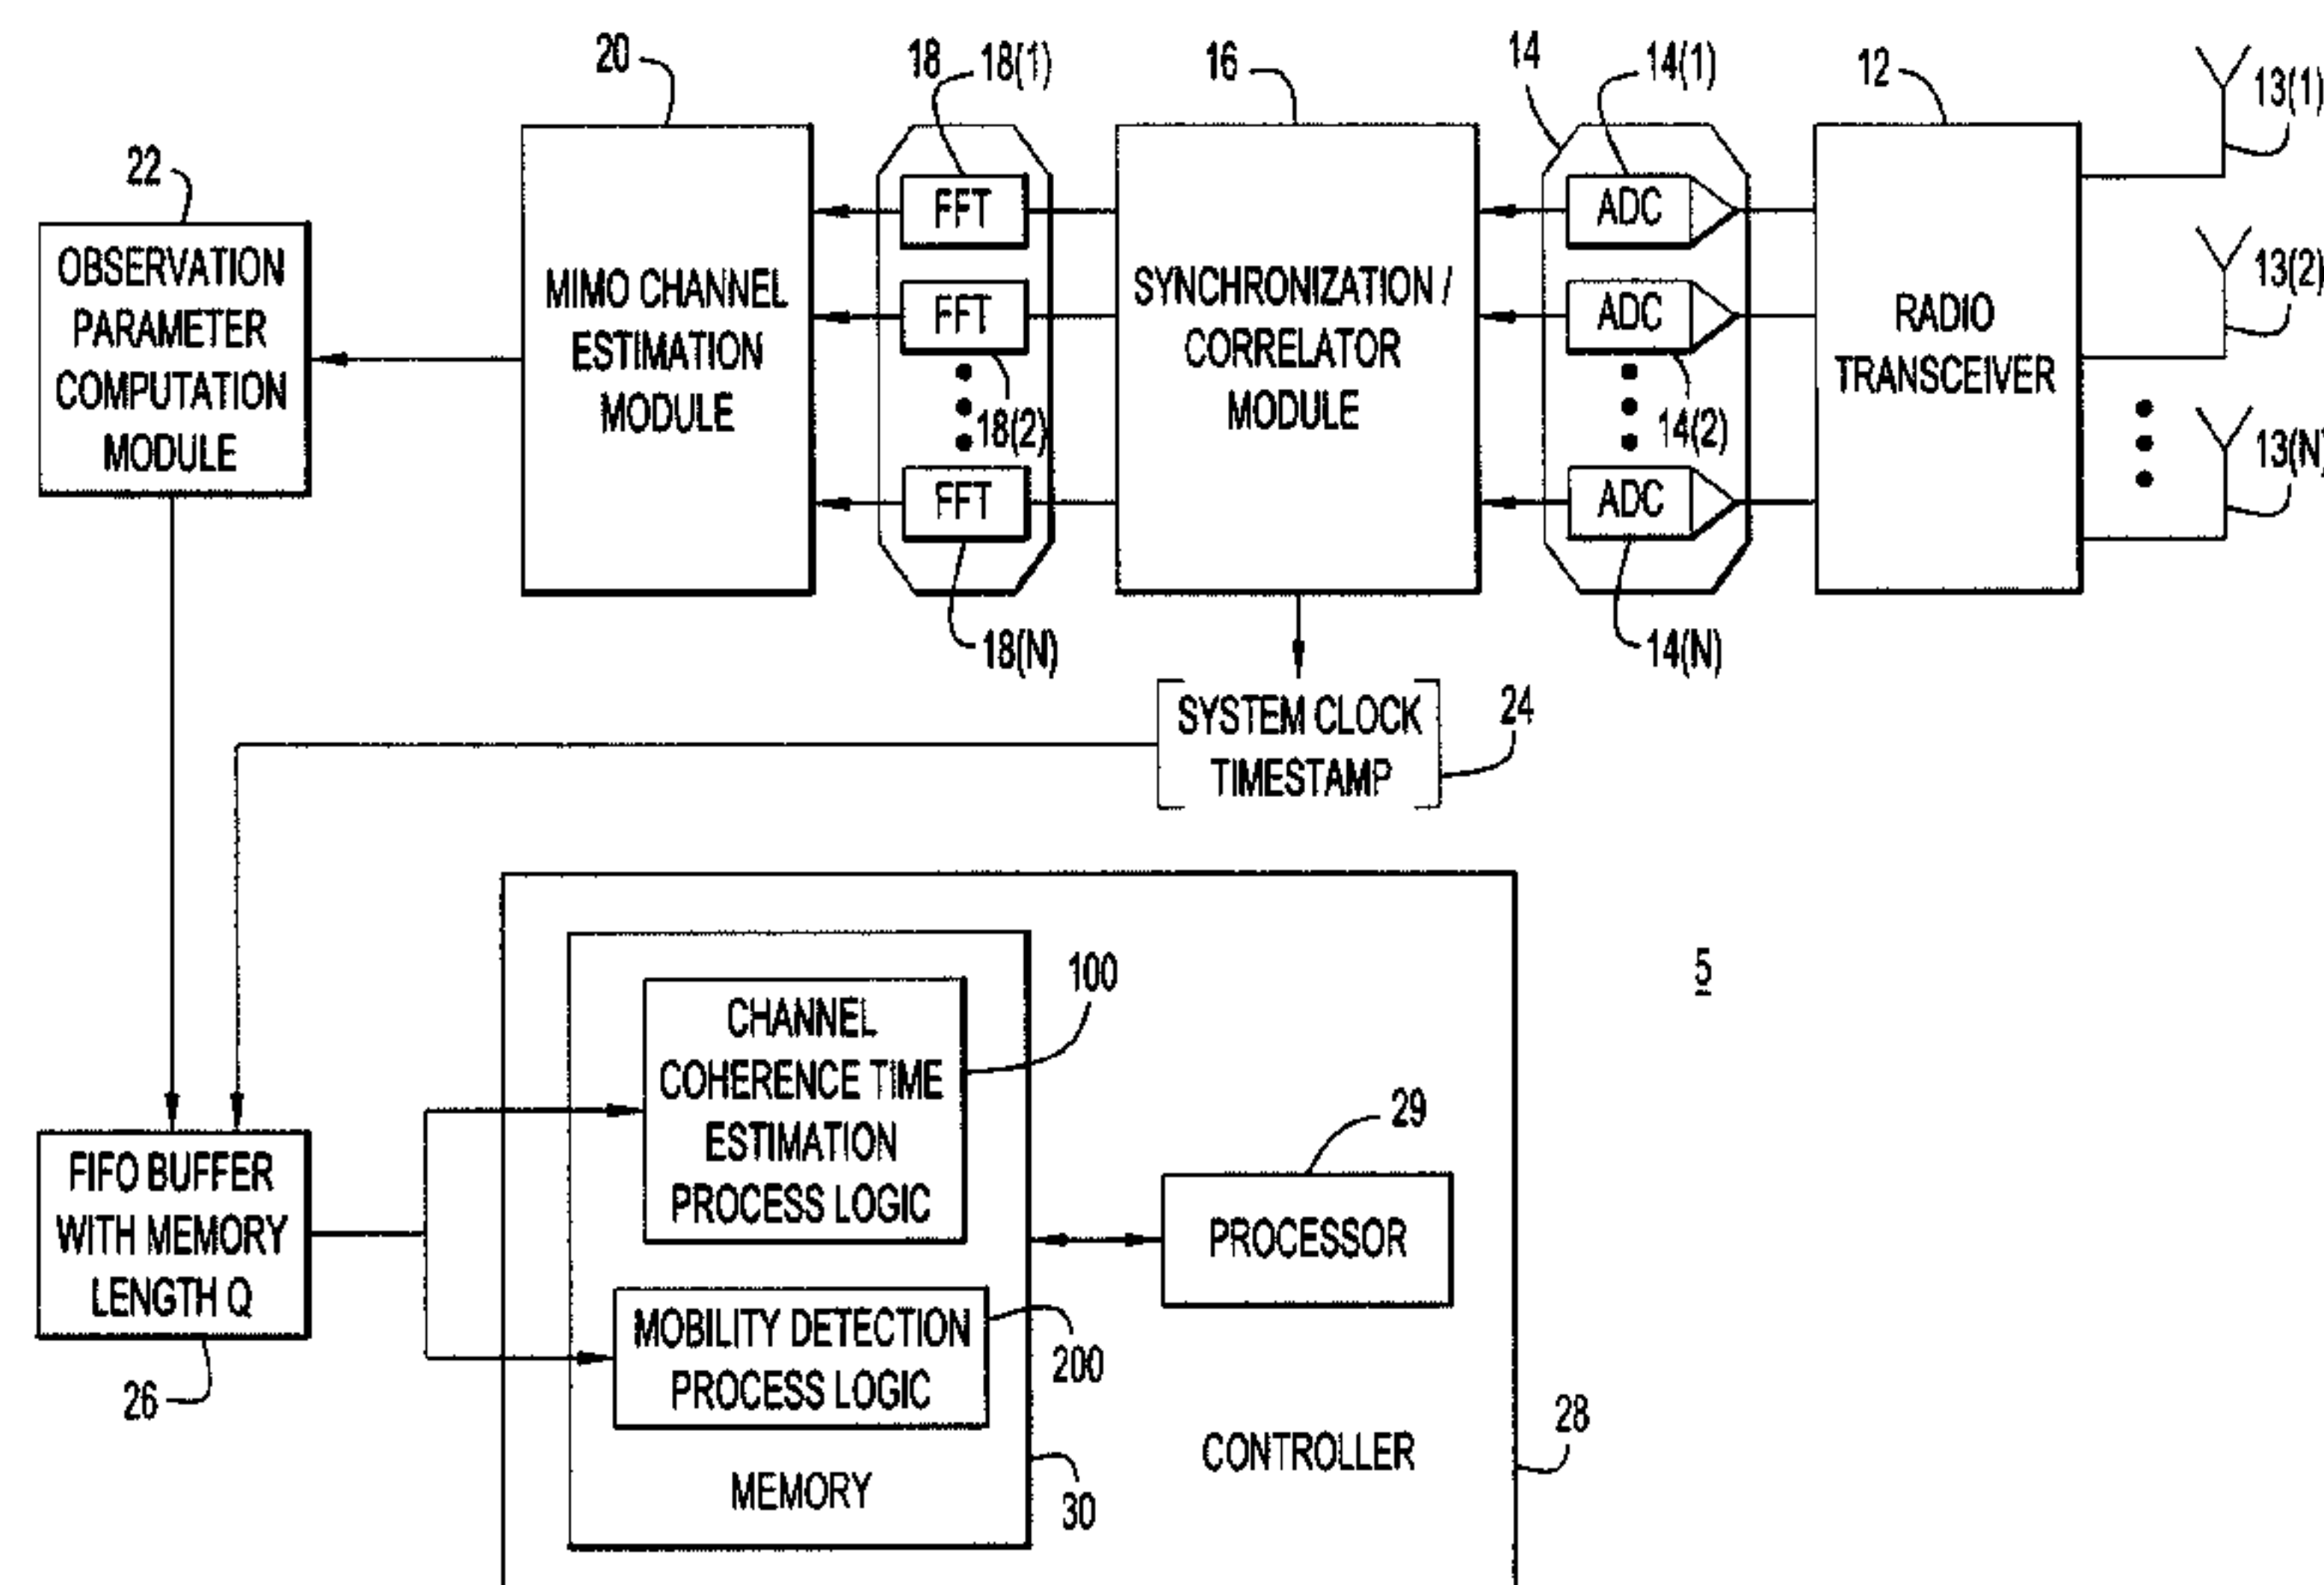 20
18
18(1)
16
14
14(1)
12
13(1)
22
FFT
ADC
OBSERVATION
PARAMETER
COMPUTATION
MODULE
MIMO CHANNEL
ESTIMATION
MODULE
FFT
18(2)
SYNCHRONIZATION /
CORRELATOR
MODULE
ADC
14(2)
RADIO
TRANSCEIVER
13(2)
FFT
ADC
13(N)
18(N)
14(N)
SYSTEM CLOCK
TIMESTAMP
24
CHANNEL
COHERENCE TIME
ESTIMATION
PROCESS LOGIC
100
5
29
FIFO BUFFER
WITH MEMORY
LENGTH Q
PROCESSOR
MOBILITY DETECTION
PROCESS LOGIC
200
26
28
CONTROLLER
MEMORY
30